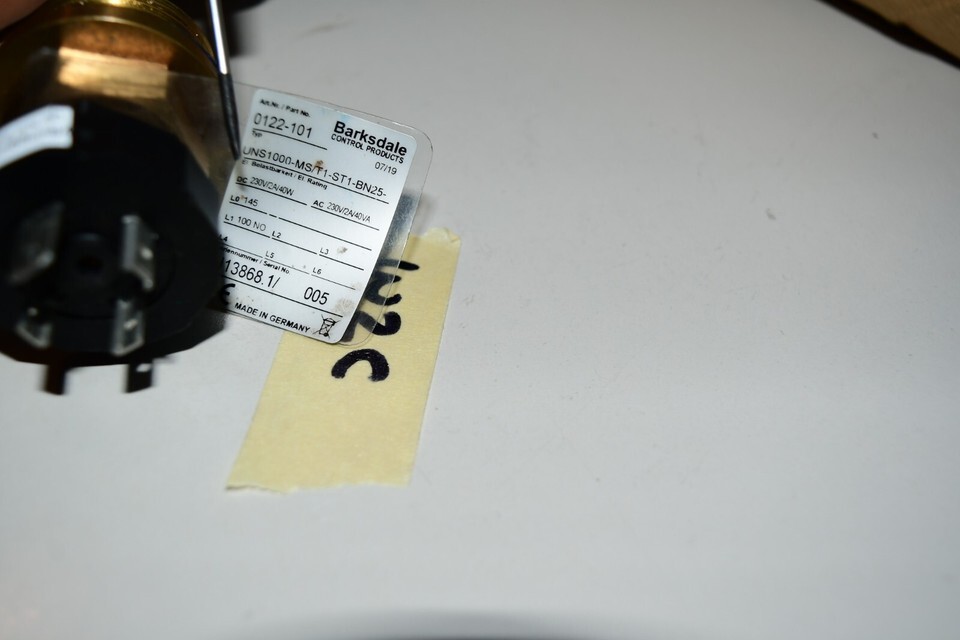 Art.No. / Part No.
0122-101
Barksdale
CONTROL PRODUCTS
Typ
07/19
UNS1000-MS/T1-ST1-BN25-
El. Belastbarkeit / El. Rating
DC 230V/2A/40W
AC 230V/2A/40VA
L0 145
L1 100 NO
L2
L3
L4
L5
L6
Serial No
13868.1/
005
CE MADE IN GERMANY